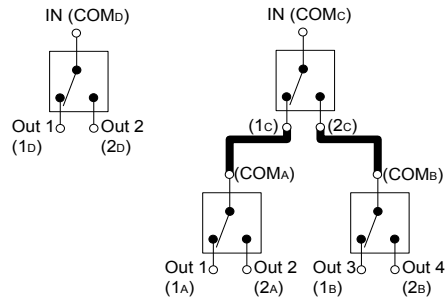 IN (COMD)
IN (COMC)
Out 1
Out 2
(1D)
(2D)
(1C)
(2C)
(COMA)
(COMB)
Out 1
Out 2
Out 3
Out 4
(1A)
(2A)
(1B)
(2B)